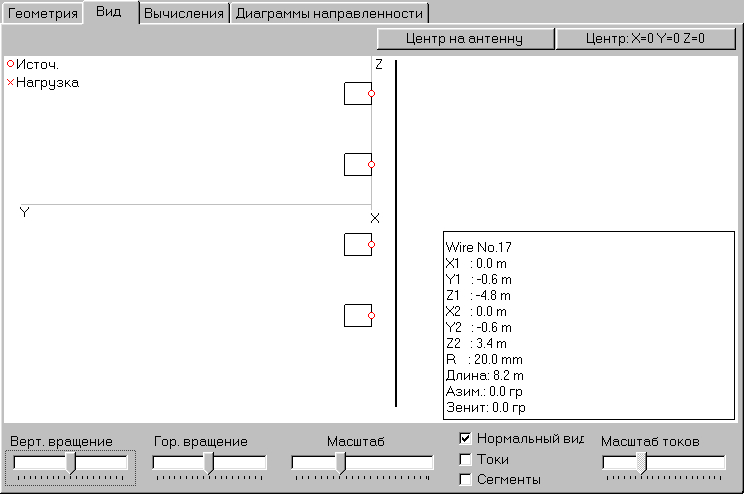 Геометрия Вид Вычисления Диаграммы направленности
Центр на антенну Центр: X=0 Y=0 Z=0
Источ.
Нагрузка
Z
Y
X
Wire No.17
X1 : 0.0 m
Y1 : -0.6 m
Z1 : -4.8 m
X2 : 0.0 m
Y2 : -0.6 m
Z2 : 3.4 m
R : 20.0 mm
Длина: 8.2 m
Азим.: 0.0 гр
Зенит: 0.0 гр
Верт. вращение Гор. вращение Масштаб Нормальный вид Масштаб токов
Токи
Сегменты